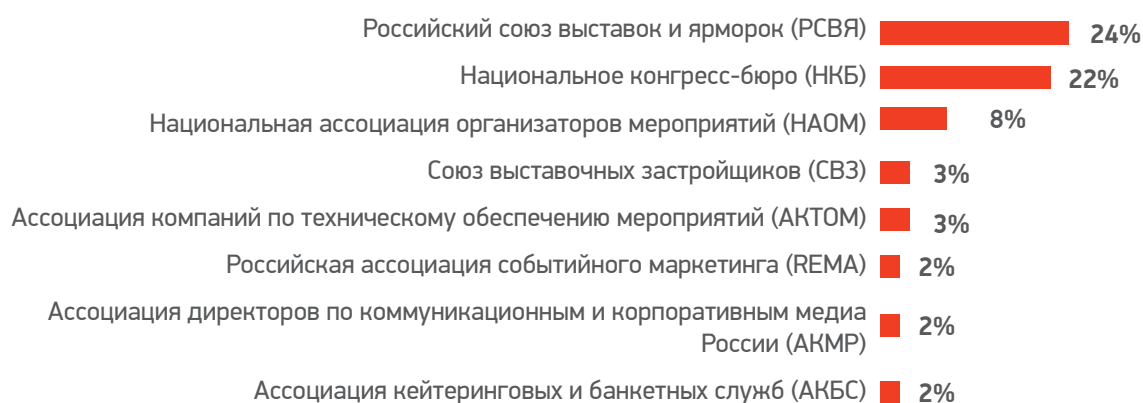 Российский союз выставок и ярморок (РСВЯ) 24%
Национальное конгресс-бюро (НКБ) 22%
Национальная ассоциация организаторов мероприятий (НАОМ) 8%
Союз выставочных застройщиков (СВЗ) 3%
Ассоциация компаний по техническому обеспечению мероприятий (АКТОМ) 3%
Российская ассоциация событийного маркетинга (REMA) 2%
Ассоциация директоров по коммуникационным и корпоративным медиа
России (АКМР) 2%
Ассоциация кейтеринговых и банкетных служб (АКБС) 2%